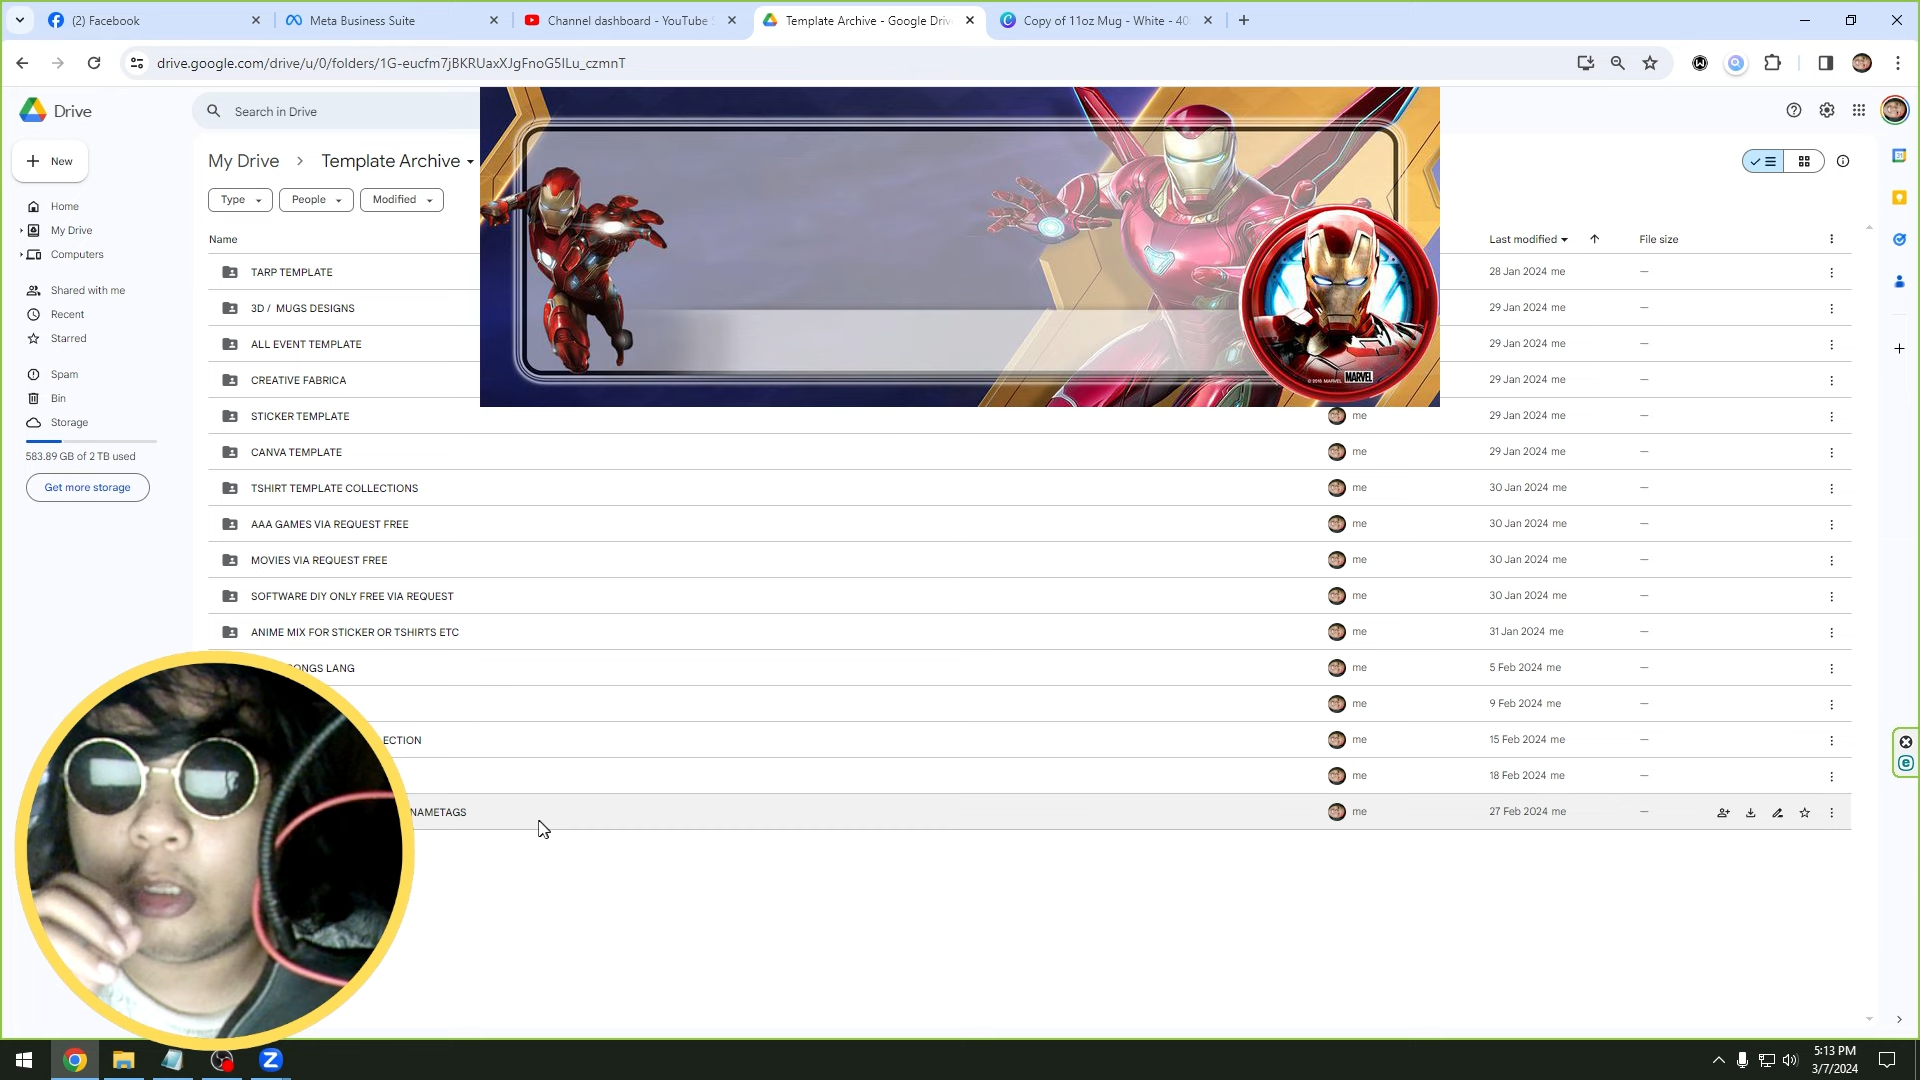 (2) Facebook
Meta Business Suite
Channel dashboard - YouTube S
Template Archive - Google Driv
Copy of 11oz Mug - White - 40
drive.google.com/drive/u/0/folders/1G-eucfm7jBKRUaxXJgFnoG5ILu_czmnT
Drive
Search in Drive
New
My Drive
Template Archive
Type
People
Modified
Home
My Drive
Computers
Shared with me
Recent
Starred
Spam
Bin
Storage
583.89 GB of 2 TB used
Get more storage
Name
Last modified
File size
TARP TEMPLATE
28 Jan 2024 me
—
3D / MUGS DESIGNS
29 Jan 2024 me
—
ALL EVENT TEMPLATE
29 Jan 2024 me
—
CREATIVE FABRICA
29 Jan 2024 me
—
MARVEL
STICKER TEMPLATE
me
29 Jan 2024 me
—
CANVA TEMPLATE
me
29 Jan 2024 me
—
TSHIRT TEMPLATE COLLECTIONS
me
30 Jan 2024 me
—
AAA GAMES VIA REQUEST FREE
me
30 Jan 2024 me
—
MOVIES VIA REQUEST FREE
me
30 Jan 2024 me
—
SOFTWARE DIY ONLY FREE VIA REQUEST
me
30 Jan 2024 me
—
ANIME MIX FOR STICKER OR TSHIRTS ETC
me
31 Jan 2024 me
—
ONGS LANG
me
5 Feb 2024 me
—
me
9 Feb 2024 me
—
ECTION
me
15 Feb 2024 me
—
me
18 Feb 2024 me
—
NAMETAGS
me
27 Feb 2024 me
—
5:13 PM
3/7/2024